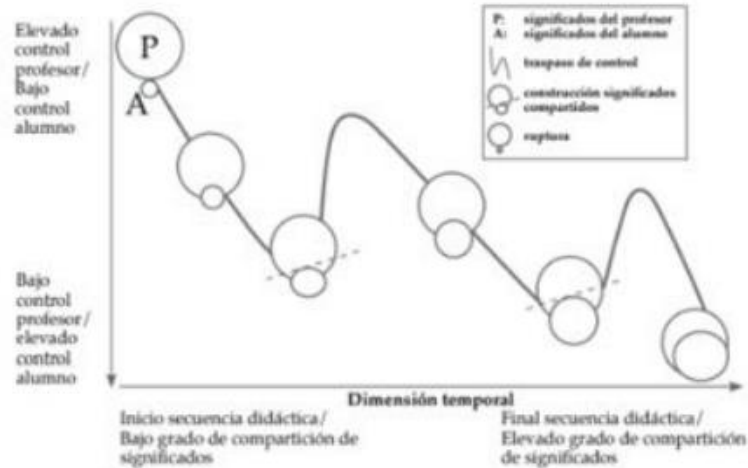 Elevado
control
profesor/
Bajo
control
alumno
P
A
P: significados del profesor
A: significados del alumno
traspaso de control
construcción significados
compartidos
ruptura
Bajo
control
profesor/
elevado
control
alumno
Dimensión temporal
Inicio secuencia didáctica/
Bajo grado de compartición de
significados
Final secuencia didáctica/
Elevado grado de compartición
de significados